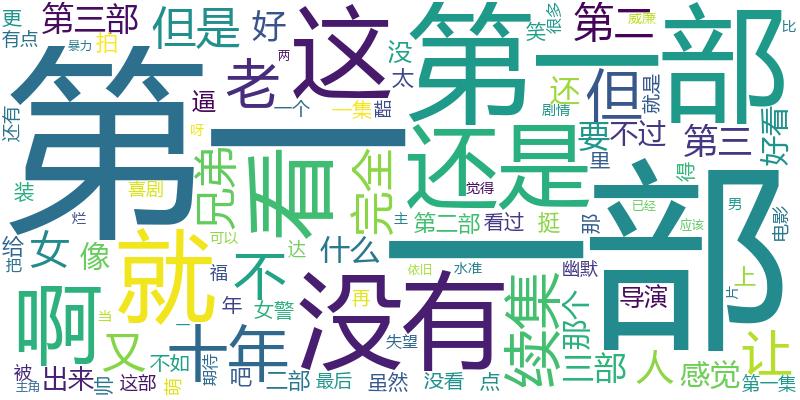 更
有点
第三部
拍
但是
好
这
第一部
第二
很多
威廉
笑
比
暴力
两
没
太
老
逼
一个
一集
龊
还
剧情
但
就是
还有
第一部
看
还是
要
不过
第三
里
得
好看
兄弟
完全
装
喜剧
呀
觉得
烂
主
第二部
看过
挺
那
已经
应该
男
电影
给
把
女
像
就
可以
不
达
什么
依旧
水准
幽默
片
上
福
年
女警
再
没有
续集
那个
导演
让
啊
又
当
二
十年
失望
三部
人
感觉
不如
期待
吧
被
主角
出来
帅
这部
萌
二部
最后
虽然
没看
点
第一集